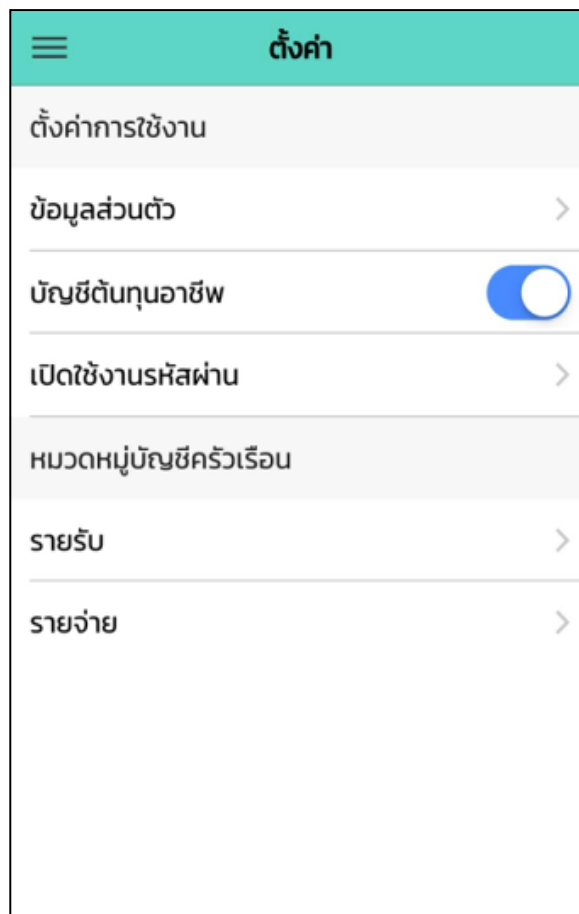 ตั้งค่า
ตั้งค่าการใช้งาน
ข้อมูลส่วนตัว
บัญชีต้นทุนอาชีพ
เปิดใช้งานรหัสผ่าน
หมวดหมู่บัญชีครัวเรือน
รายรับ
รายจ่าย